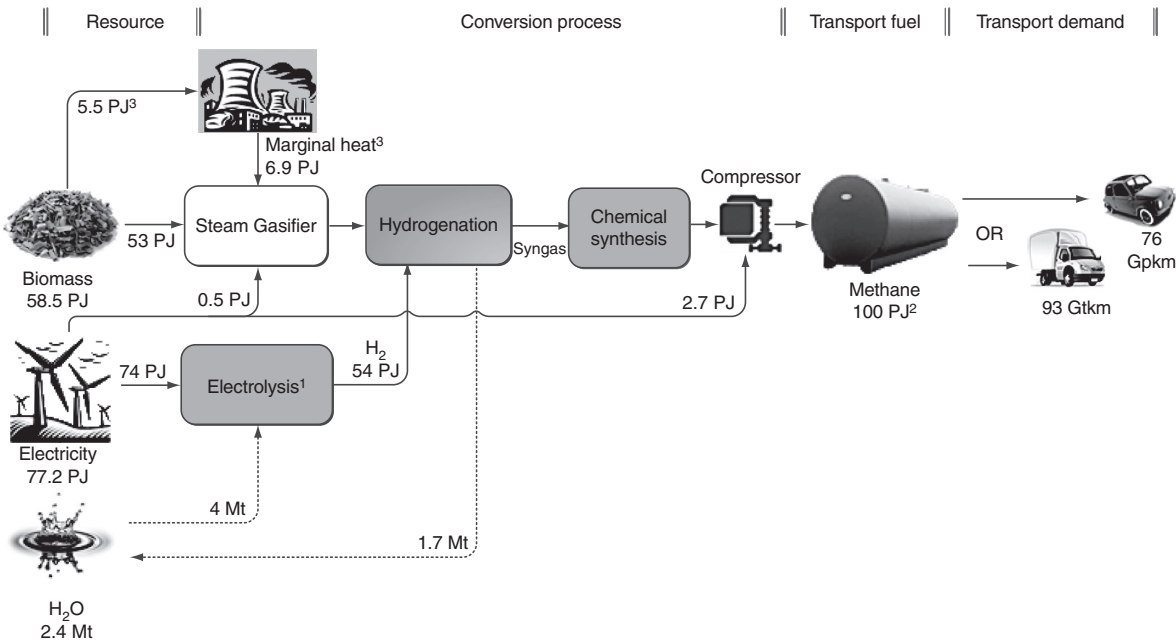 Resource
Conversion process
Transport fuel
Transport demand
5.5 PJ³
Marginal heat³
6.9 PJ
Compressor
Steam Gasifier
Hydrogenation
Chemical
synthesis
53 PJ
Syngas
OR
76
Gpkm
Biomass
58.5 PJ
0.5 PJ
2.7 PJ
Methane
100 PJ²
93 Gtkm
H₂
54 PJ
74 PJ
Electrolysis¹
Electricity
77.2 PJ
4 Mt
1.7 Mt
H₂O
2.4 Mt